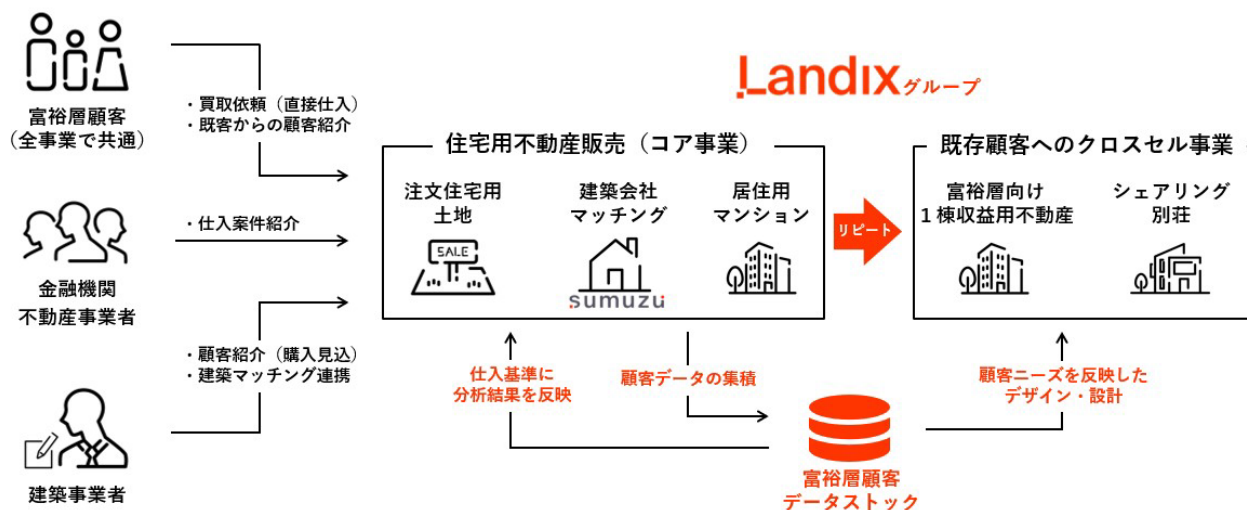 富裕層顧客
（全事業で共通）
・買取依頼（直接仕入）
・既客からの顧客紹介
金融機関
不動産事業者
・仕入案件紹介
建築事業者
・顧客紹介（購入見込）
・建築マッチング連携
Landix グループ
住宅用不動産販売（コア事業）
注文住宅用
土地
SALE
建築会社
マッチング
sumuzu
居住用
マンション
リピート
既存顧客へのクロスセル事業
富裕層向け
１棟収益用不動産
シェアリング
別荘
仕入基準に
分析結果を反映
顧客データの集積
顧客ニーズを反映した
デザイン・設計
富裕層顧客
データストック